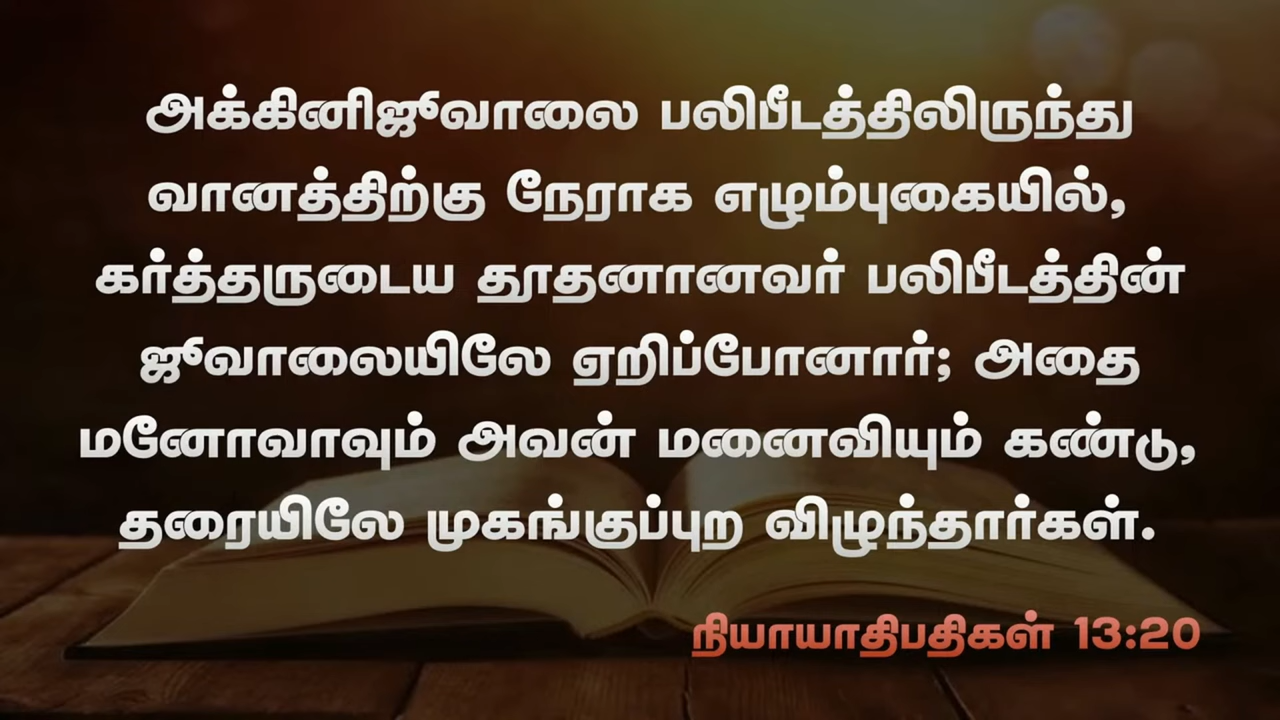 அக்கினிஜூவாலை பலிபீடத்திலிருந்து
வானத்திற்கு நேராக எழும்புகையில்,
கர்த்தருடைய தூதனானவர் பலிபீடத்தின்
ஜூவாலையிலே ஏறிப்போனார்; அதை
மனோவாவும் அவன் மனைவியும் கண்டு,
தரையிலே முகங்குப்புற விழுந்தார்கள்.
நியாயாதிபதிகள் 13:20